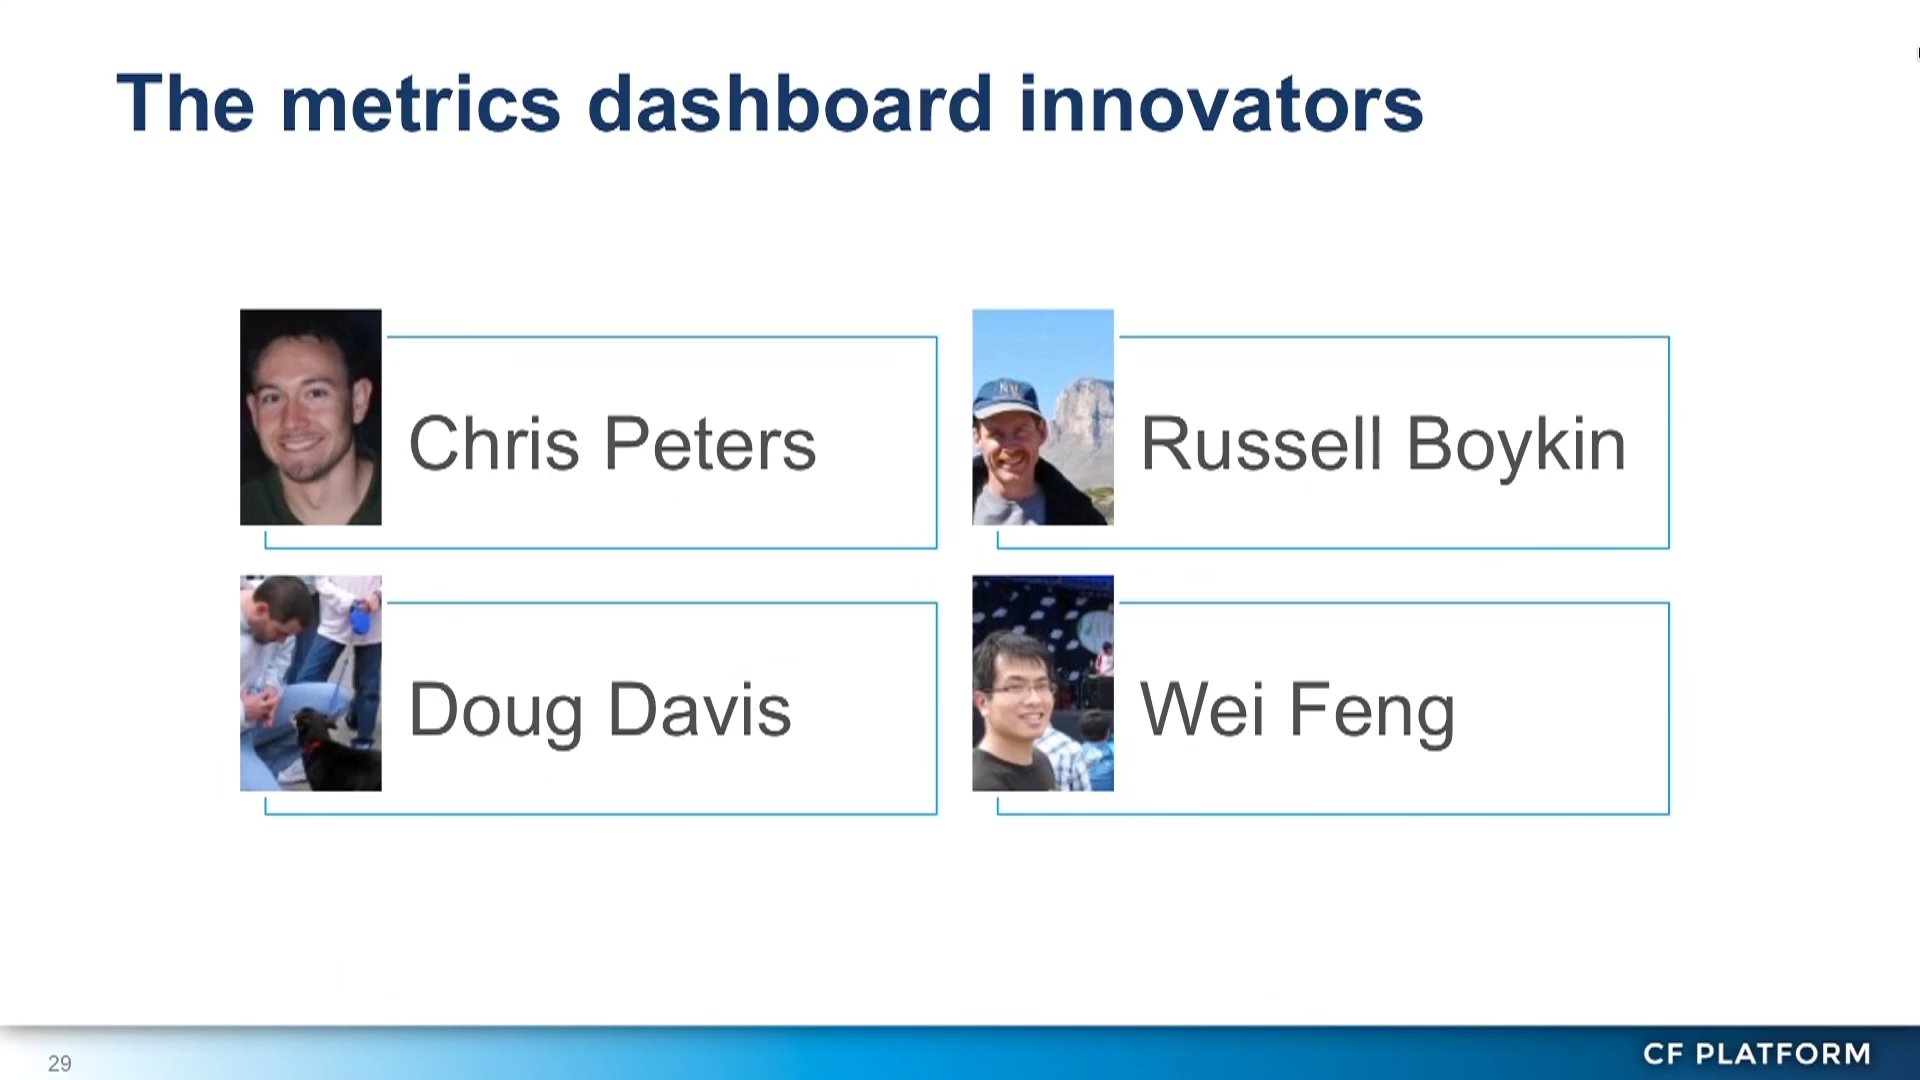 The metrics dashboard innovators
Chris Peters
Russell Boykin
Doug Davis
Wei Feng
29
CF PLATFORM